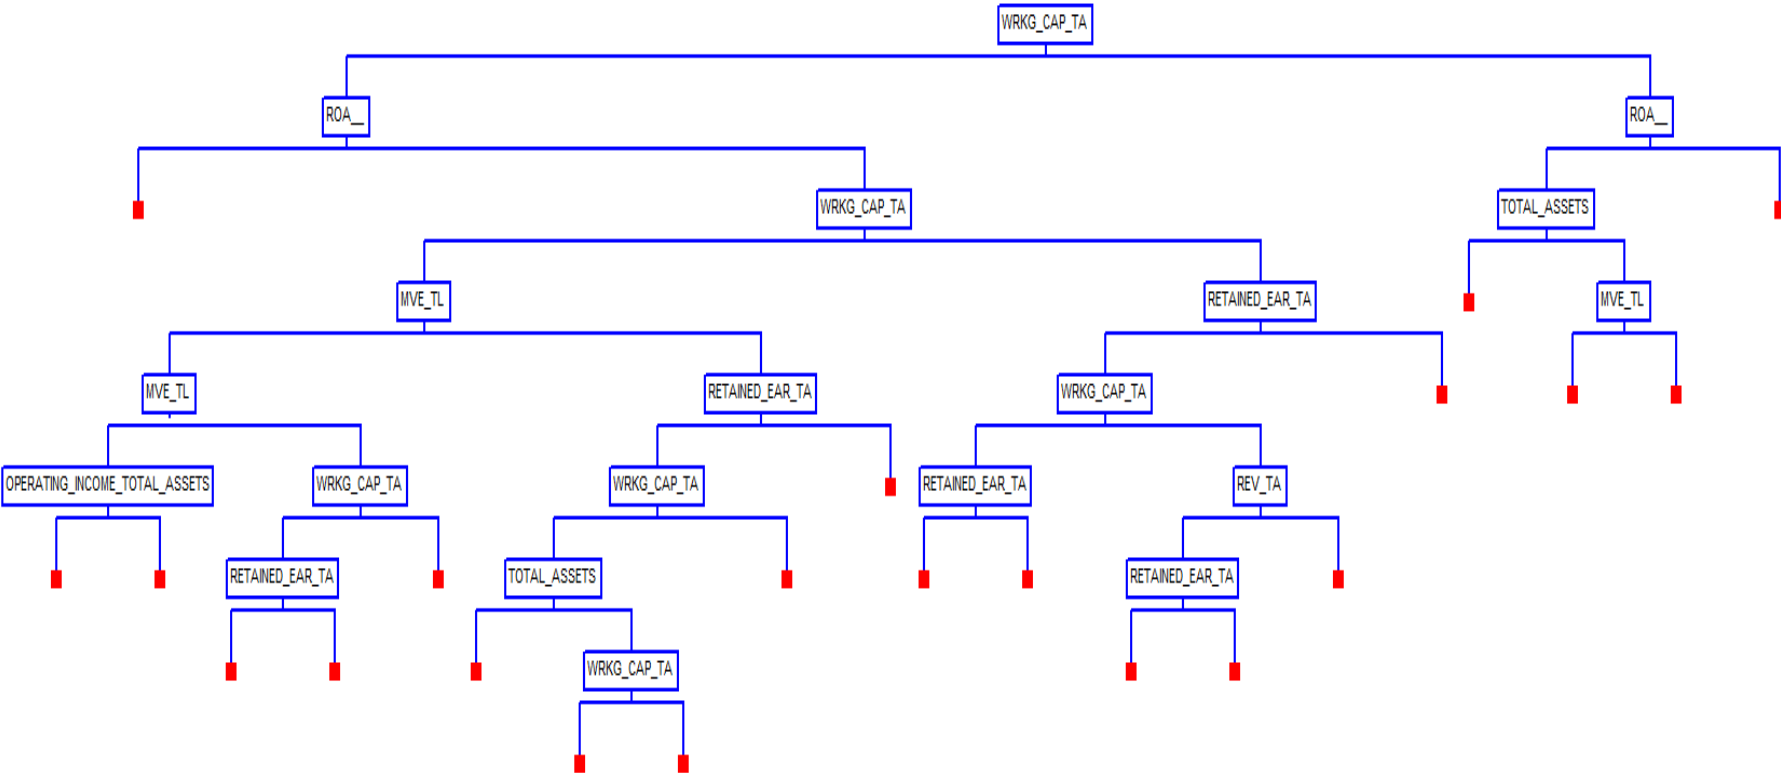 WRKG_CAP_TA
ROA__
ROA__
WRKG_CAP_TA
TOTAL_ASSETS
MVE_TL
RETAINED_EAR_TA
MVE_TL
MVE_TL
RETAINED_EAR_TA
WRKG_CAP_TA
OPERATING_INCOME_TOTAL_ASSETS
WRKG_CAP_TA
WRKG_CAP_TA
RETAINED_EAR_TA
REV_TA
RETAINED_EAR_TA
TOTAL_ASSETS
RETAINED_EAR_TA
WRKG_CAP_TA